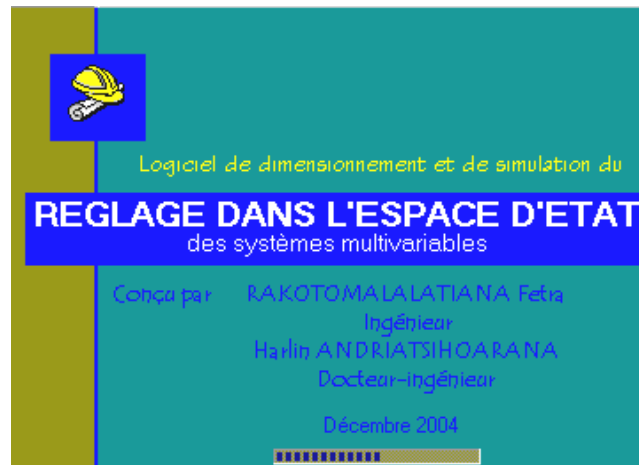 Logiciel de dimensionnement et de simulation du
REGLAGE DANS L'ESPACE D'ETAT
des systèmes multivariables
Conçu par RAKOTOMALALATIANA Fetra
Ingénieur
Harlin ANDRIATSIHOARANA
Docteur-ingénieur
Décembre 2004